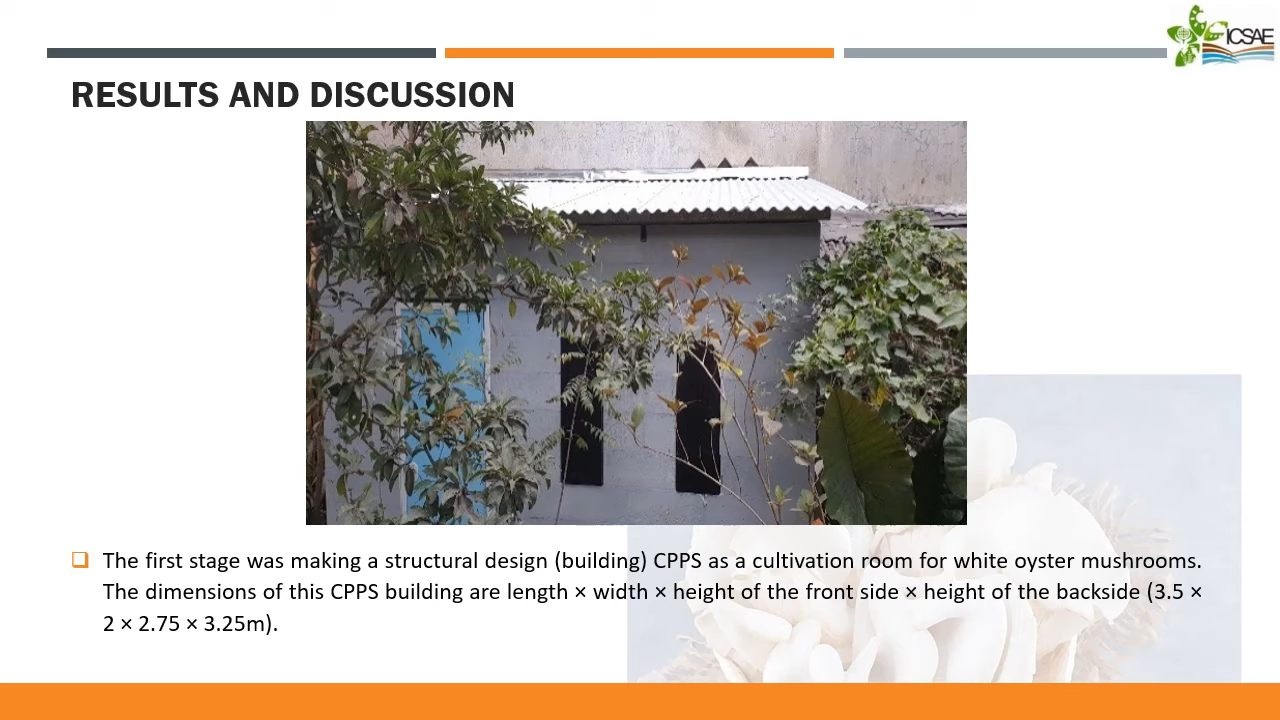 ICSAE
RESULTS AND DISCUSSION
❑ The first stage was making a structural design (building) CPPS as a cultivation room for white oyster mushrooms.
The dimensions of this CPPS building are length × width × height of the front side × height of the backside (3.5 ×
2 × 2.75 × 3.25m).